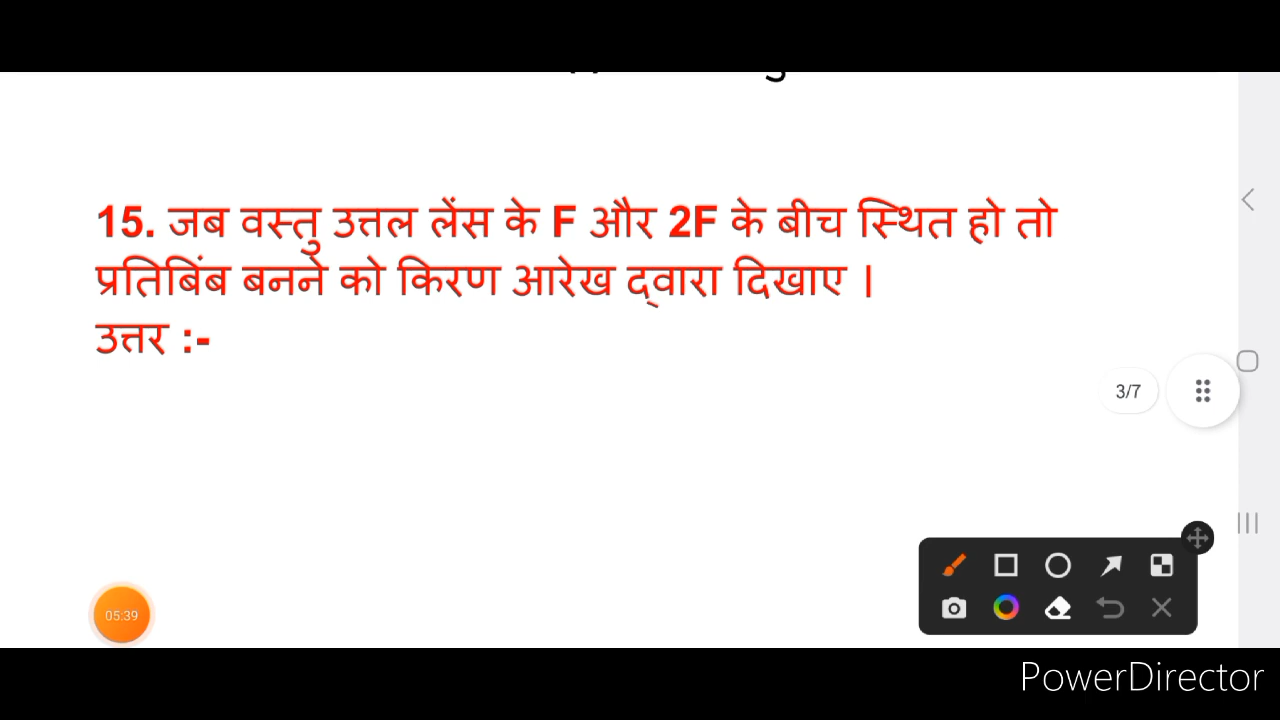 15. जब वस्तु उत्तल लेंस के F और 2F के बीच स्थित हो तो
प्रतिबिंब बनने को किरण आरेख द्वारा दिखाए ।
उत्तर :-
3/7
05:39
PowerDirector